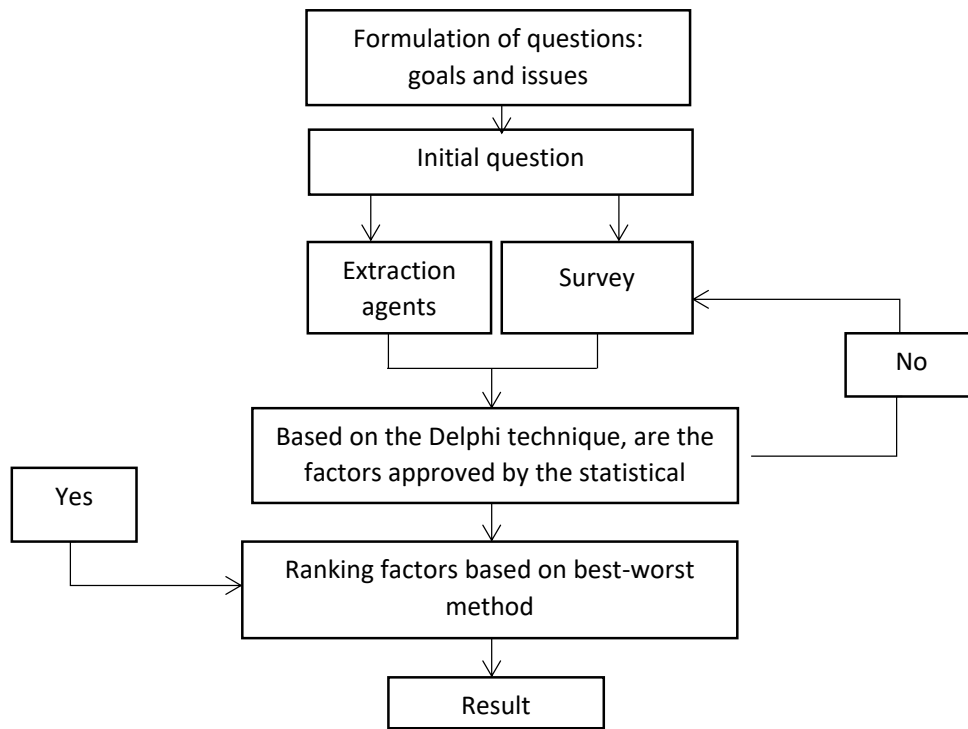 Formulation of questions:
goals and issues
Initial question
Extraction
agents
Survey
No
Based on the Delphi technique, are the
factors approved by the statistical
Yes
Ranking factors based on best-worst
method
Result